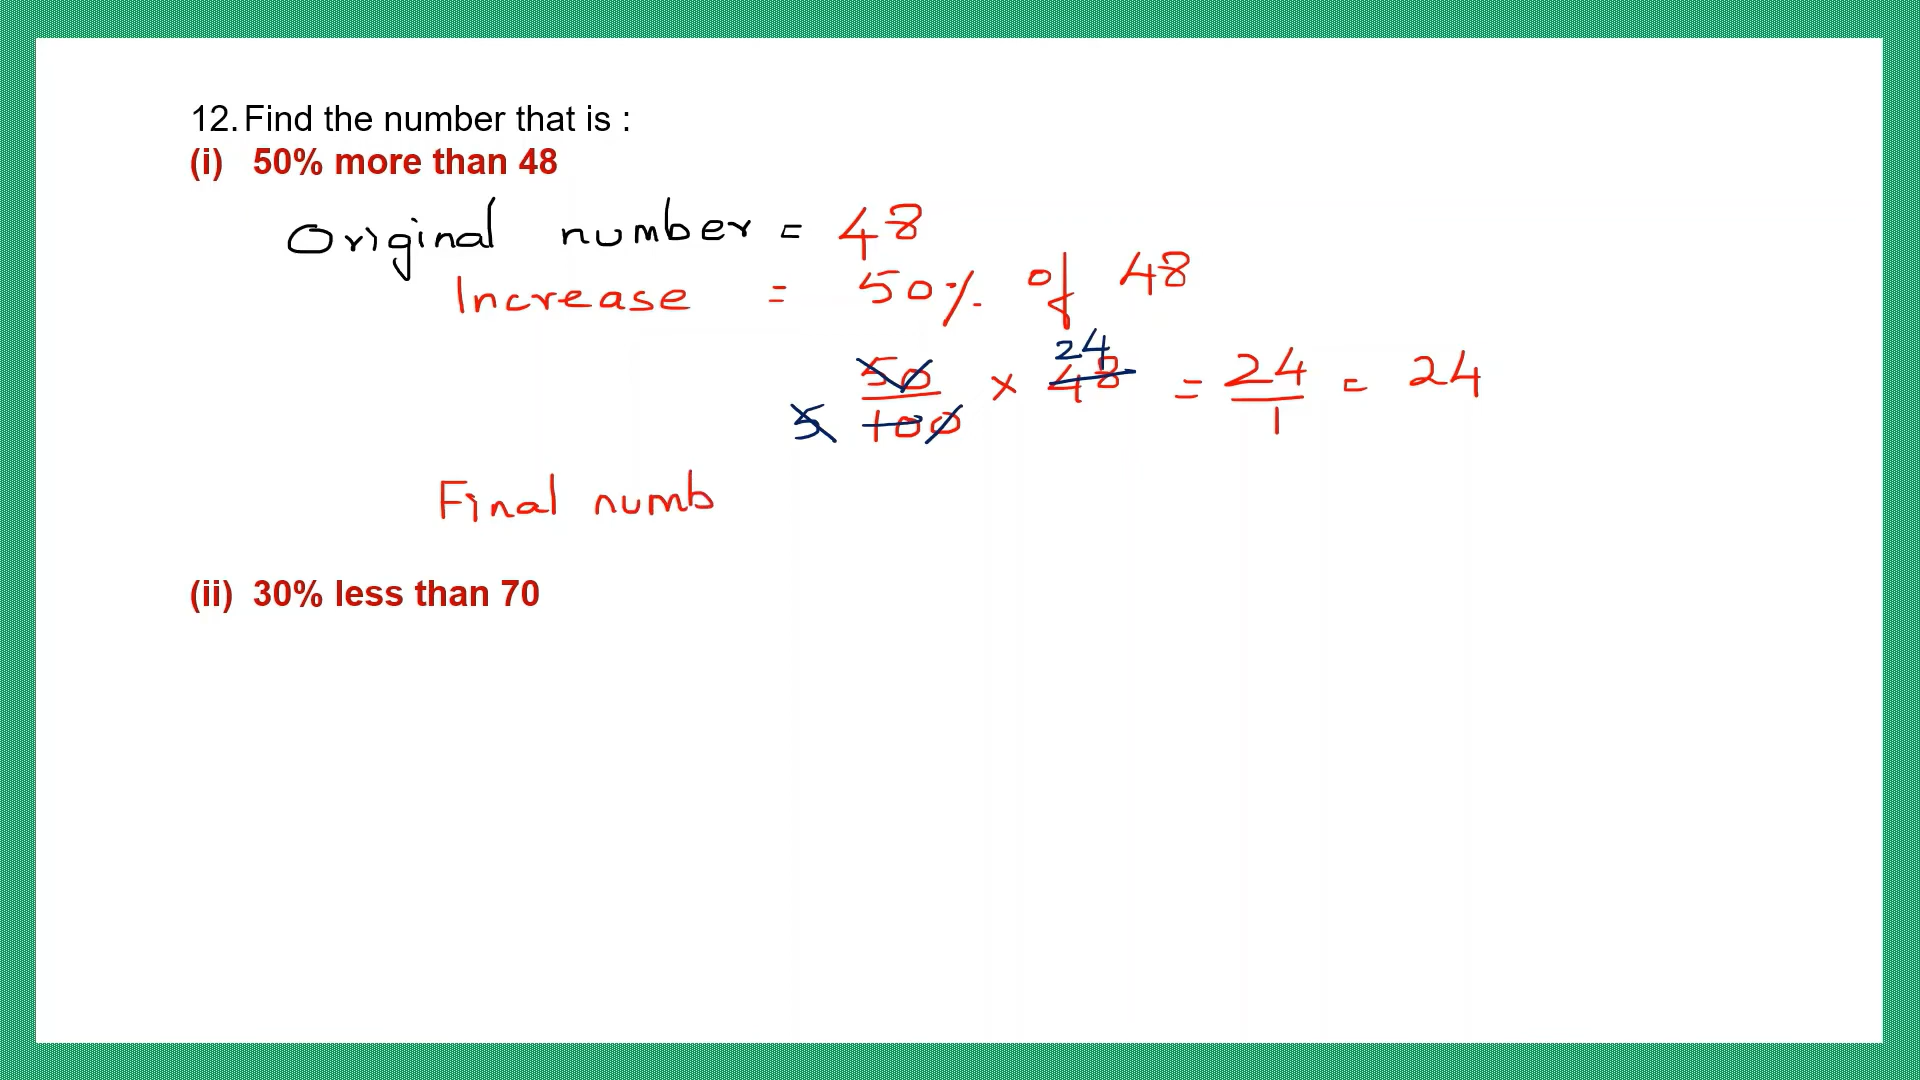 12. Find the number that is :
(i) 50% more than 48
Original number = 48
Increase = 50% of 48
24
50/100 × 48 = 24/1 = 24
5
Final numb
(ii) 30% less than 70